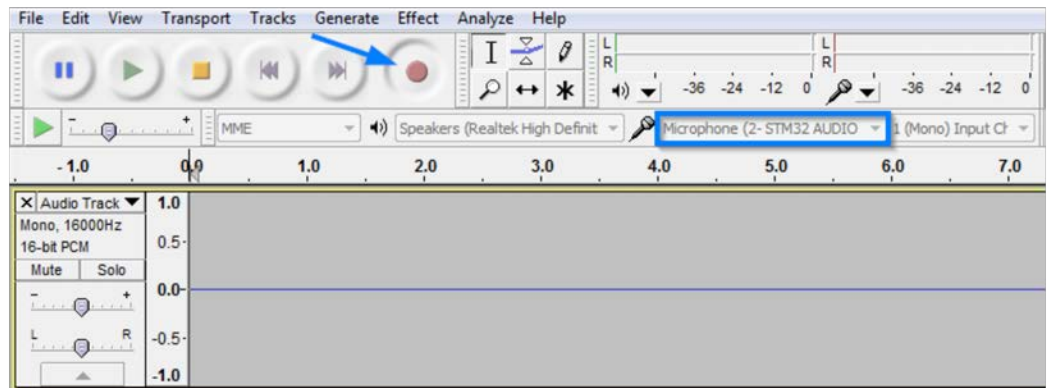 File Edit View Transport Tracks Generate Effect Analyze Help
L
R
L
R
-36 -24 -12 0
-36 -24 -12 0
- +
MME
Speakers (Realtek High Definit
Microphone (2- STM32 AUDIO
1 (Mono) Input Ch
- 1.0 0.0 1.0 2.0 3.0 4.0 5.0 6.0 7.0
X Audio Track
Mono, 16000Hz
16-bit PCM
Mute Solo
- +
L R
1.0
0.5
0.0
-0.5
-1.0